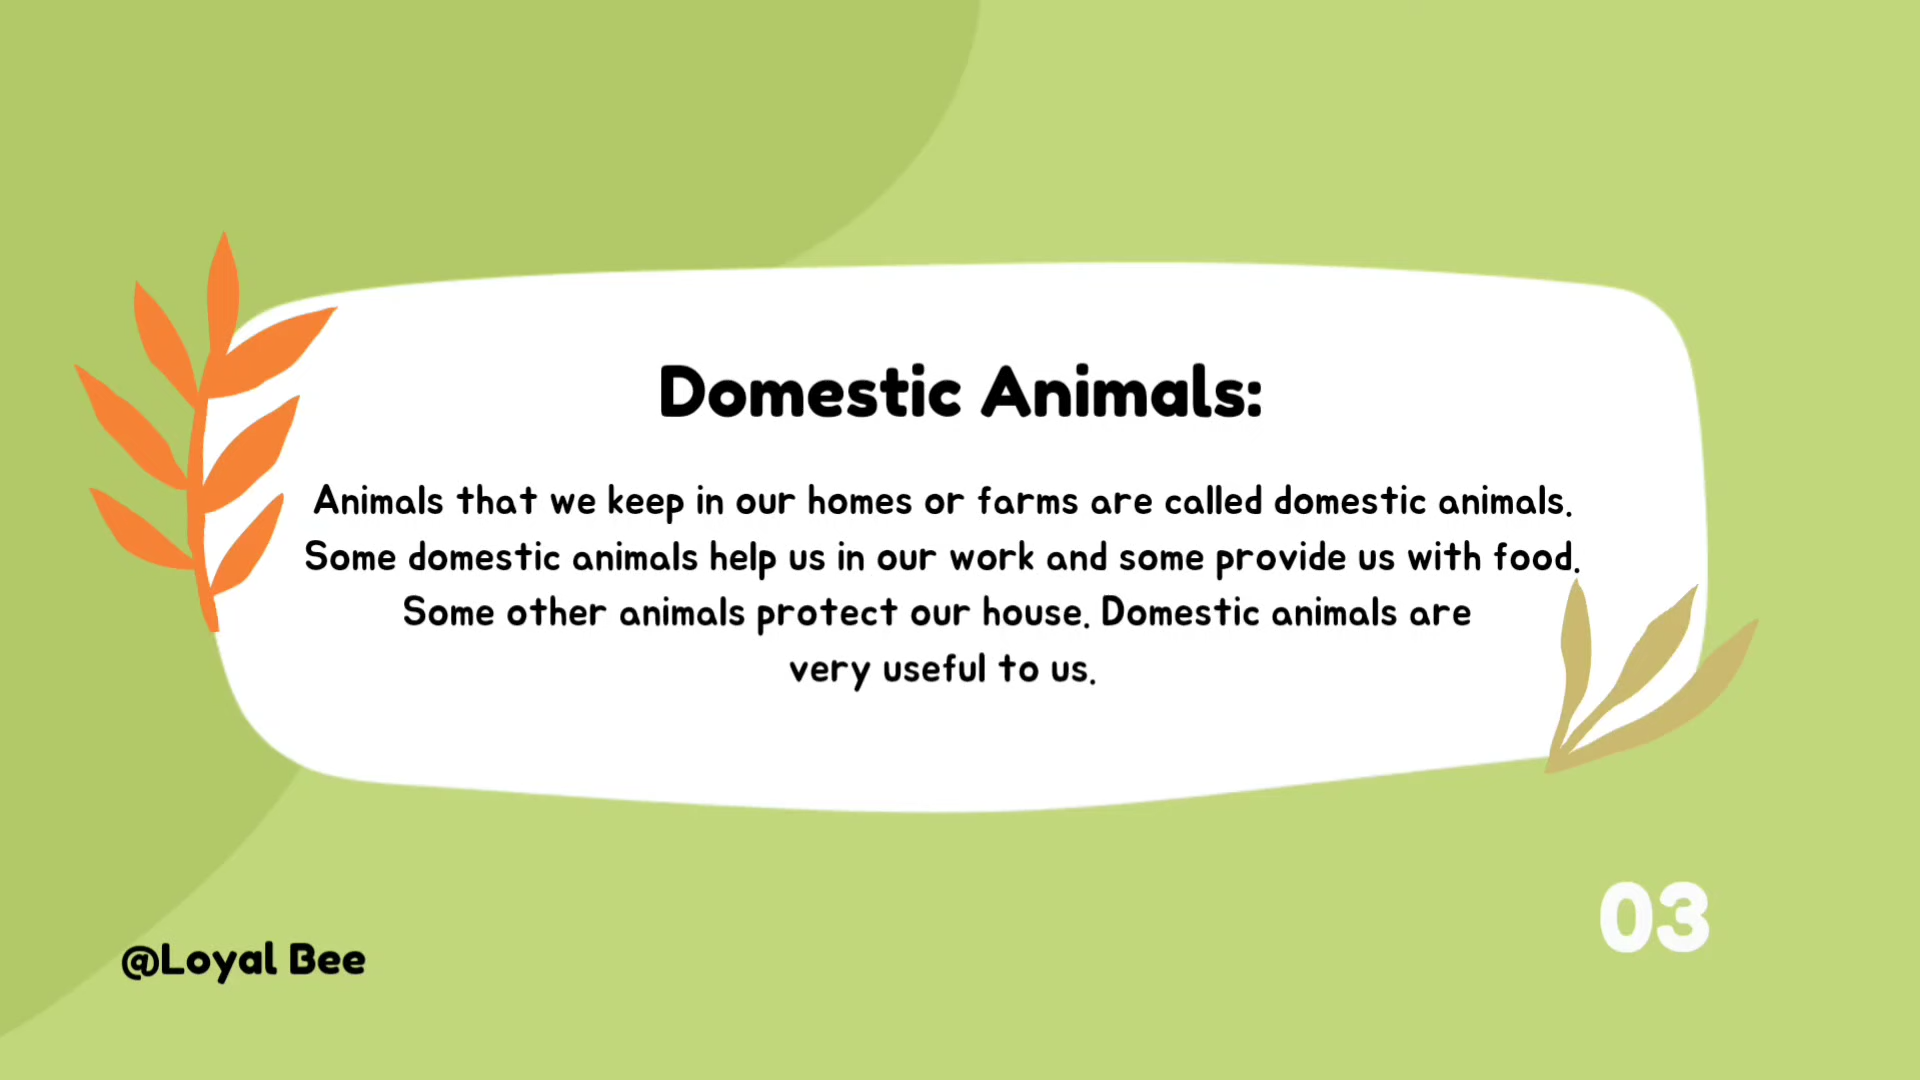 Domestic Animals:
Animals that we keep in our homes or farms are called domestic animals.
Some domestic animals help us in our work and some provide us with food.
Some other animals protect our house. Domestic animals are
very useful to us.
03
@Loyal Bee